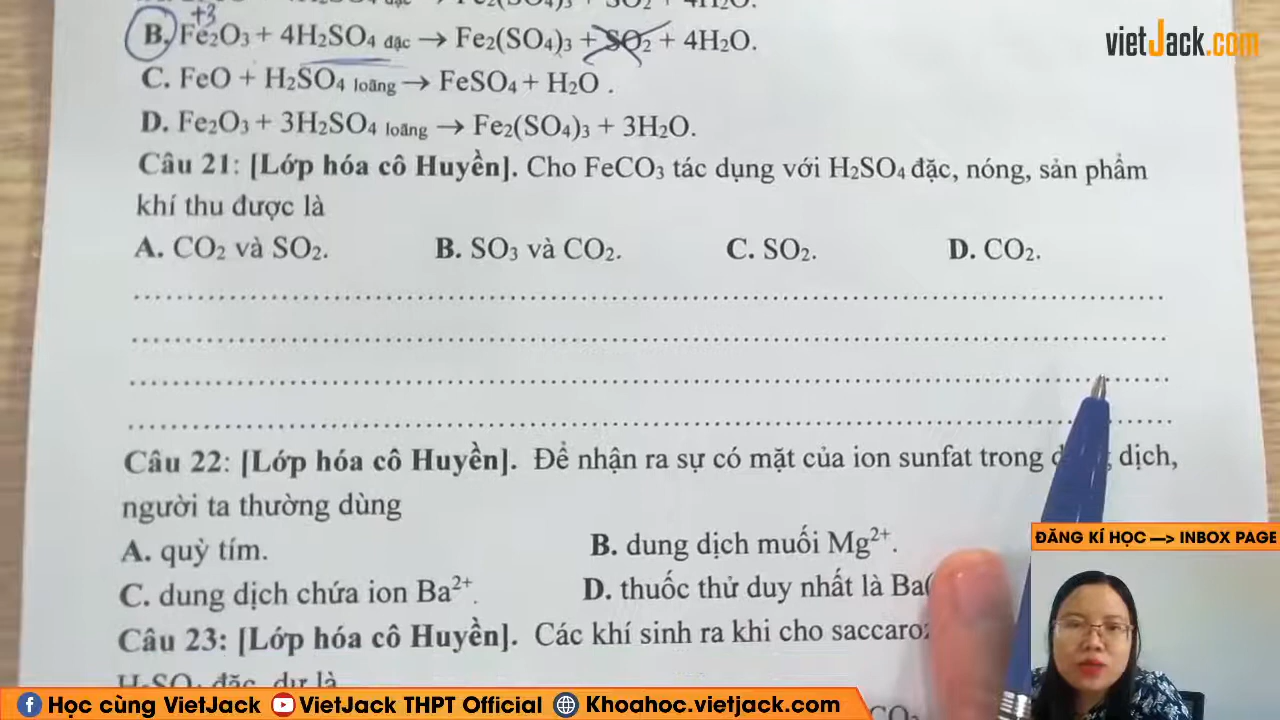 +3
B. Fe₂O₃ + 4H₂SO₄ đặc → Fe₂(SO₄)₃ + SO₂ + 4H₂O.
vietJack.com
C. FeO + H₂SO₄ loãng → FeSO₄ + H₂O .
D. Fe₂O₃ + 3H₂SO₄ loãng → Fe₂(SO₄)₃ + 3H₂O.
Câu 21: [Lớp hóa cô Huyền]. Cho FeCO₃ tác dụng với H₂SO₄ đặc, nóng, sản phẩm
khí thu được là
A. CO₂ và SO₂. B. SO₃ và CO₂. C. SO₂. D. CO₂.
Câu 22: [Lớp hóa cô Huyền]. Để nhận ra sự có mặt của ion sunfat trong dịch,
người ta thường dùng
A. quỳ tím. B. dung dịch muối Mg²⁺.
C. dung dịch chứa ion Ba²⁺. D. thuốc thử duy nhất là Ba(
Câu 23: [Lớp hóa cô Huyền]. Các khí sinh ra khi cho
H₂SO₄ đặc, dư là
ĐĂNG KÍ HỌC —> INBOX PAGE
Học cùng VietJack VietJack THPT Official Khoahoc.vietjack.com